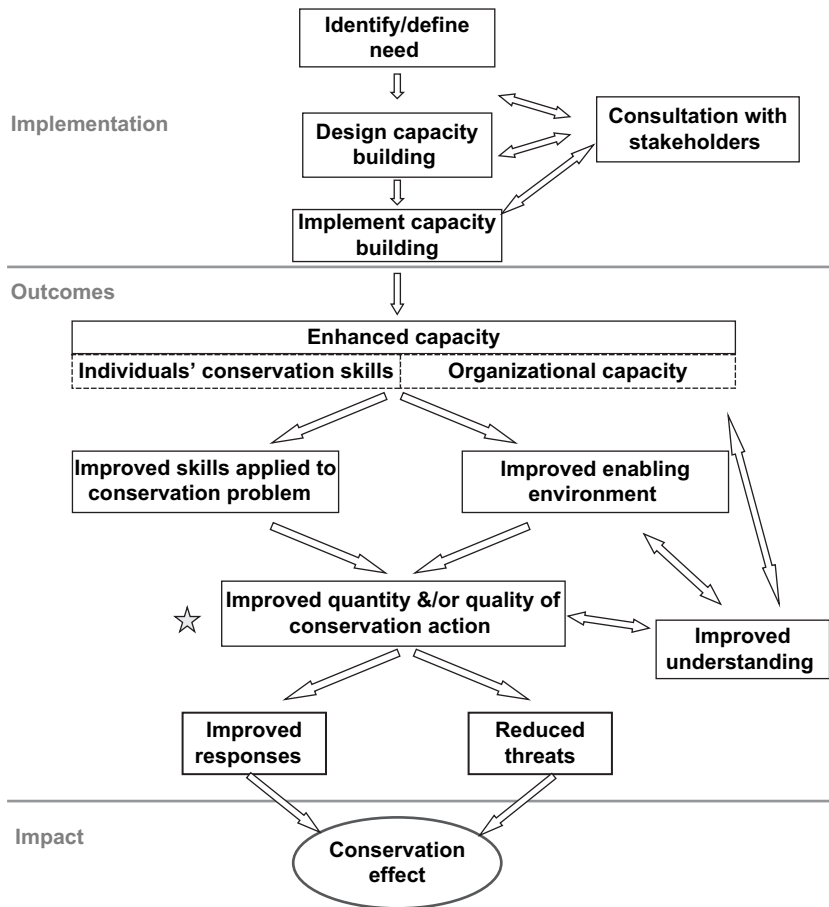 Identify/define
need
Implementation
Consultation with
stakeholders
Design capacity
building
Implement capacity
building
Outcomes
Enhanced capacity
Individuals’ conservation skills
Organizational capacity
Improved skills applied to
conservation problem
Improved enabling
environment
Improved quantity &/or quality of
conservation action
Improved
understanding
Improved
responses
Reduced
threats
Impact
Conservation
effect